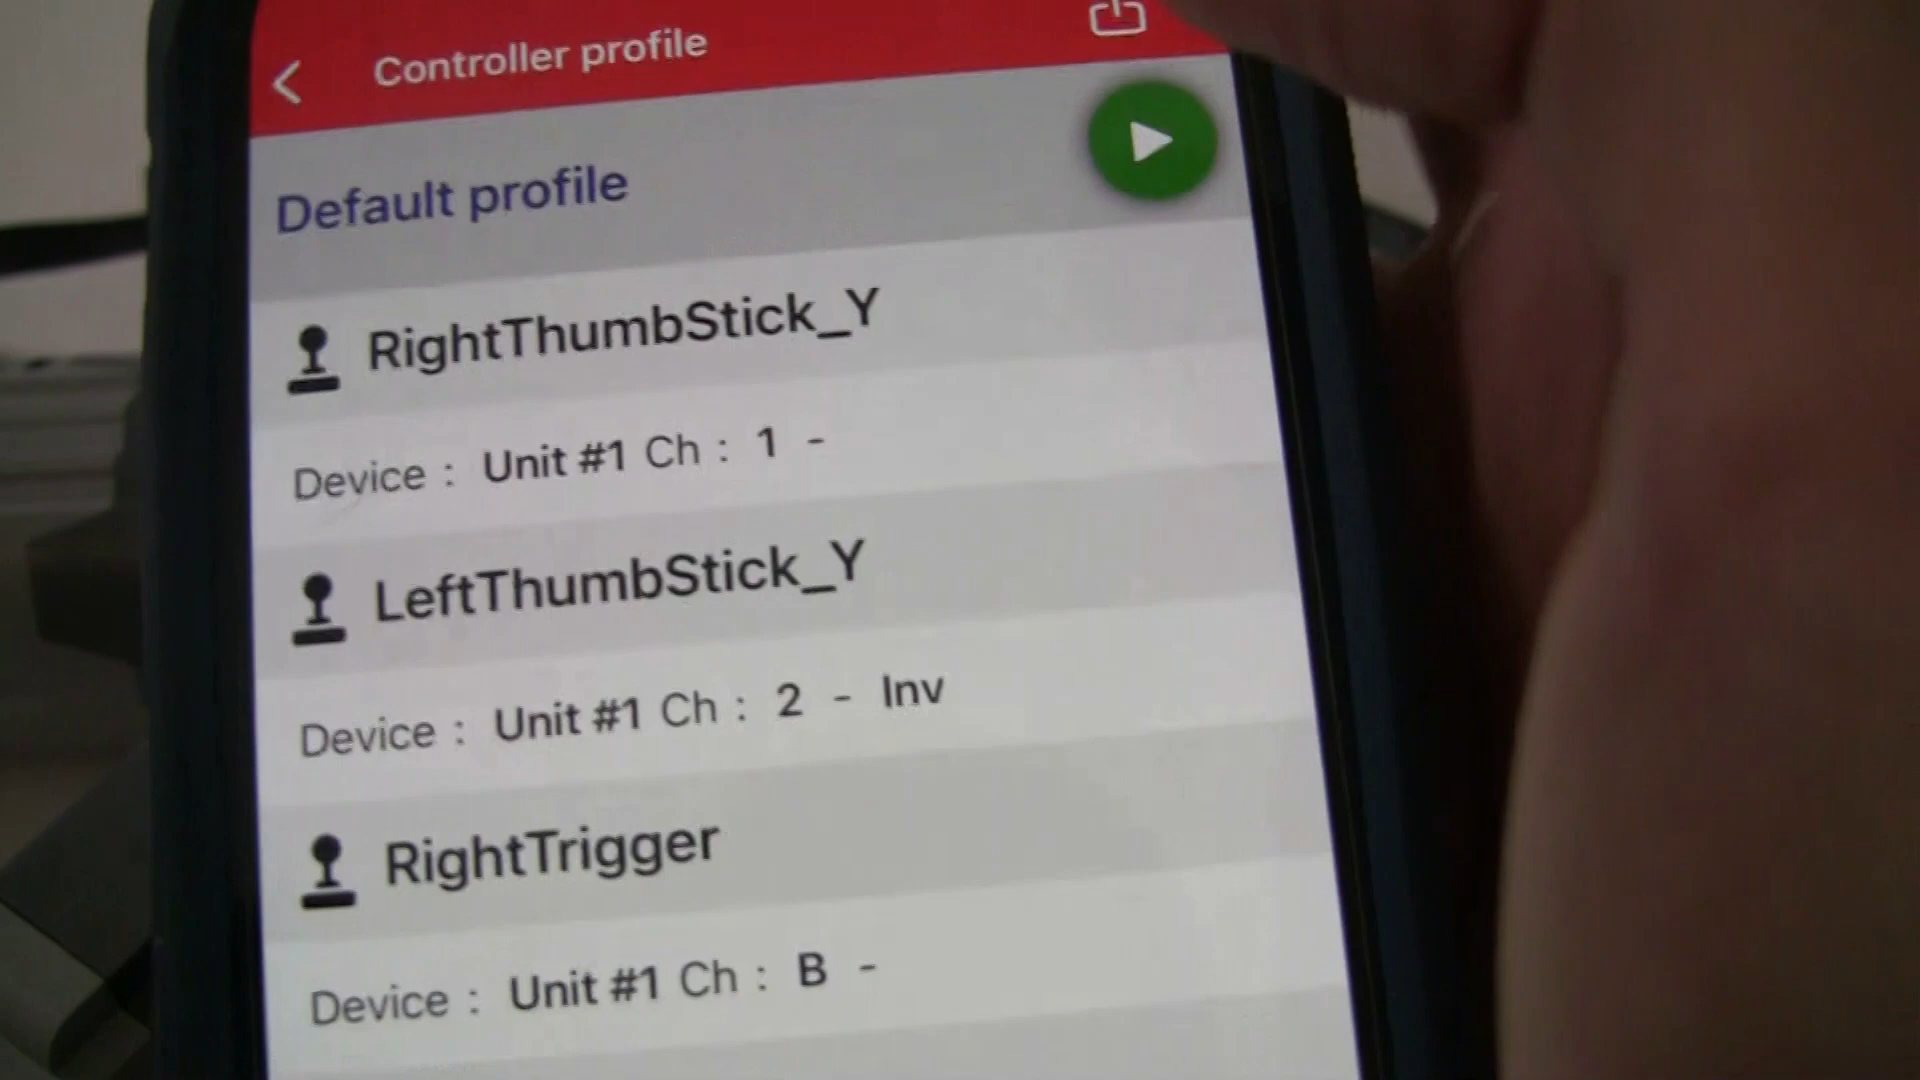 Controller profile
Default profile
RightThumbStick_Y
Device : Unit #1 Ch : 1 -
LeftThumbStick_Y
Device : Unit #1 Ch : 2 - Inv
RightTrigger
Device : Unit #1 Ch : B -